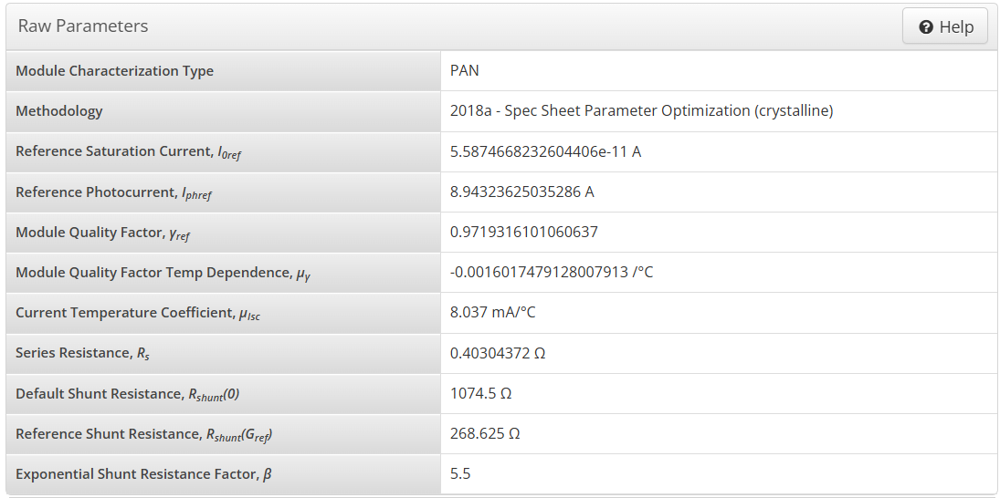 Raw Parameters
Help
Module Characterization Type PAN
Methodology 2018a - Spec Sheet Parameter Optimization (crystalline)
Reference Saturation Current, I0ref 5.5874668232604406e-11 A
Reference Photocurrent, Iphref 8.94323625035286 A
Module Quality Factor, γref 0.9719316101060637
Module Quality Factor Temp Dependence, μγ -0.0016017479128007913 /°C
Current Temperature Coefficient, μIsc 8.037 mA/°C
Series Resistance, Rs 0.40304372 Ω
Default Shunt Resistance, Rshunt(0) 1074.5 Ω
Reference Shunt Resistance, Rshunt(Gref) 268.625 Ω
Exponential Shunt Resistance Factor, β 5.5